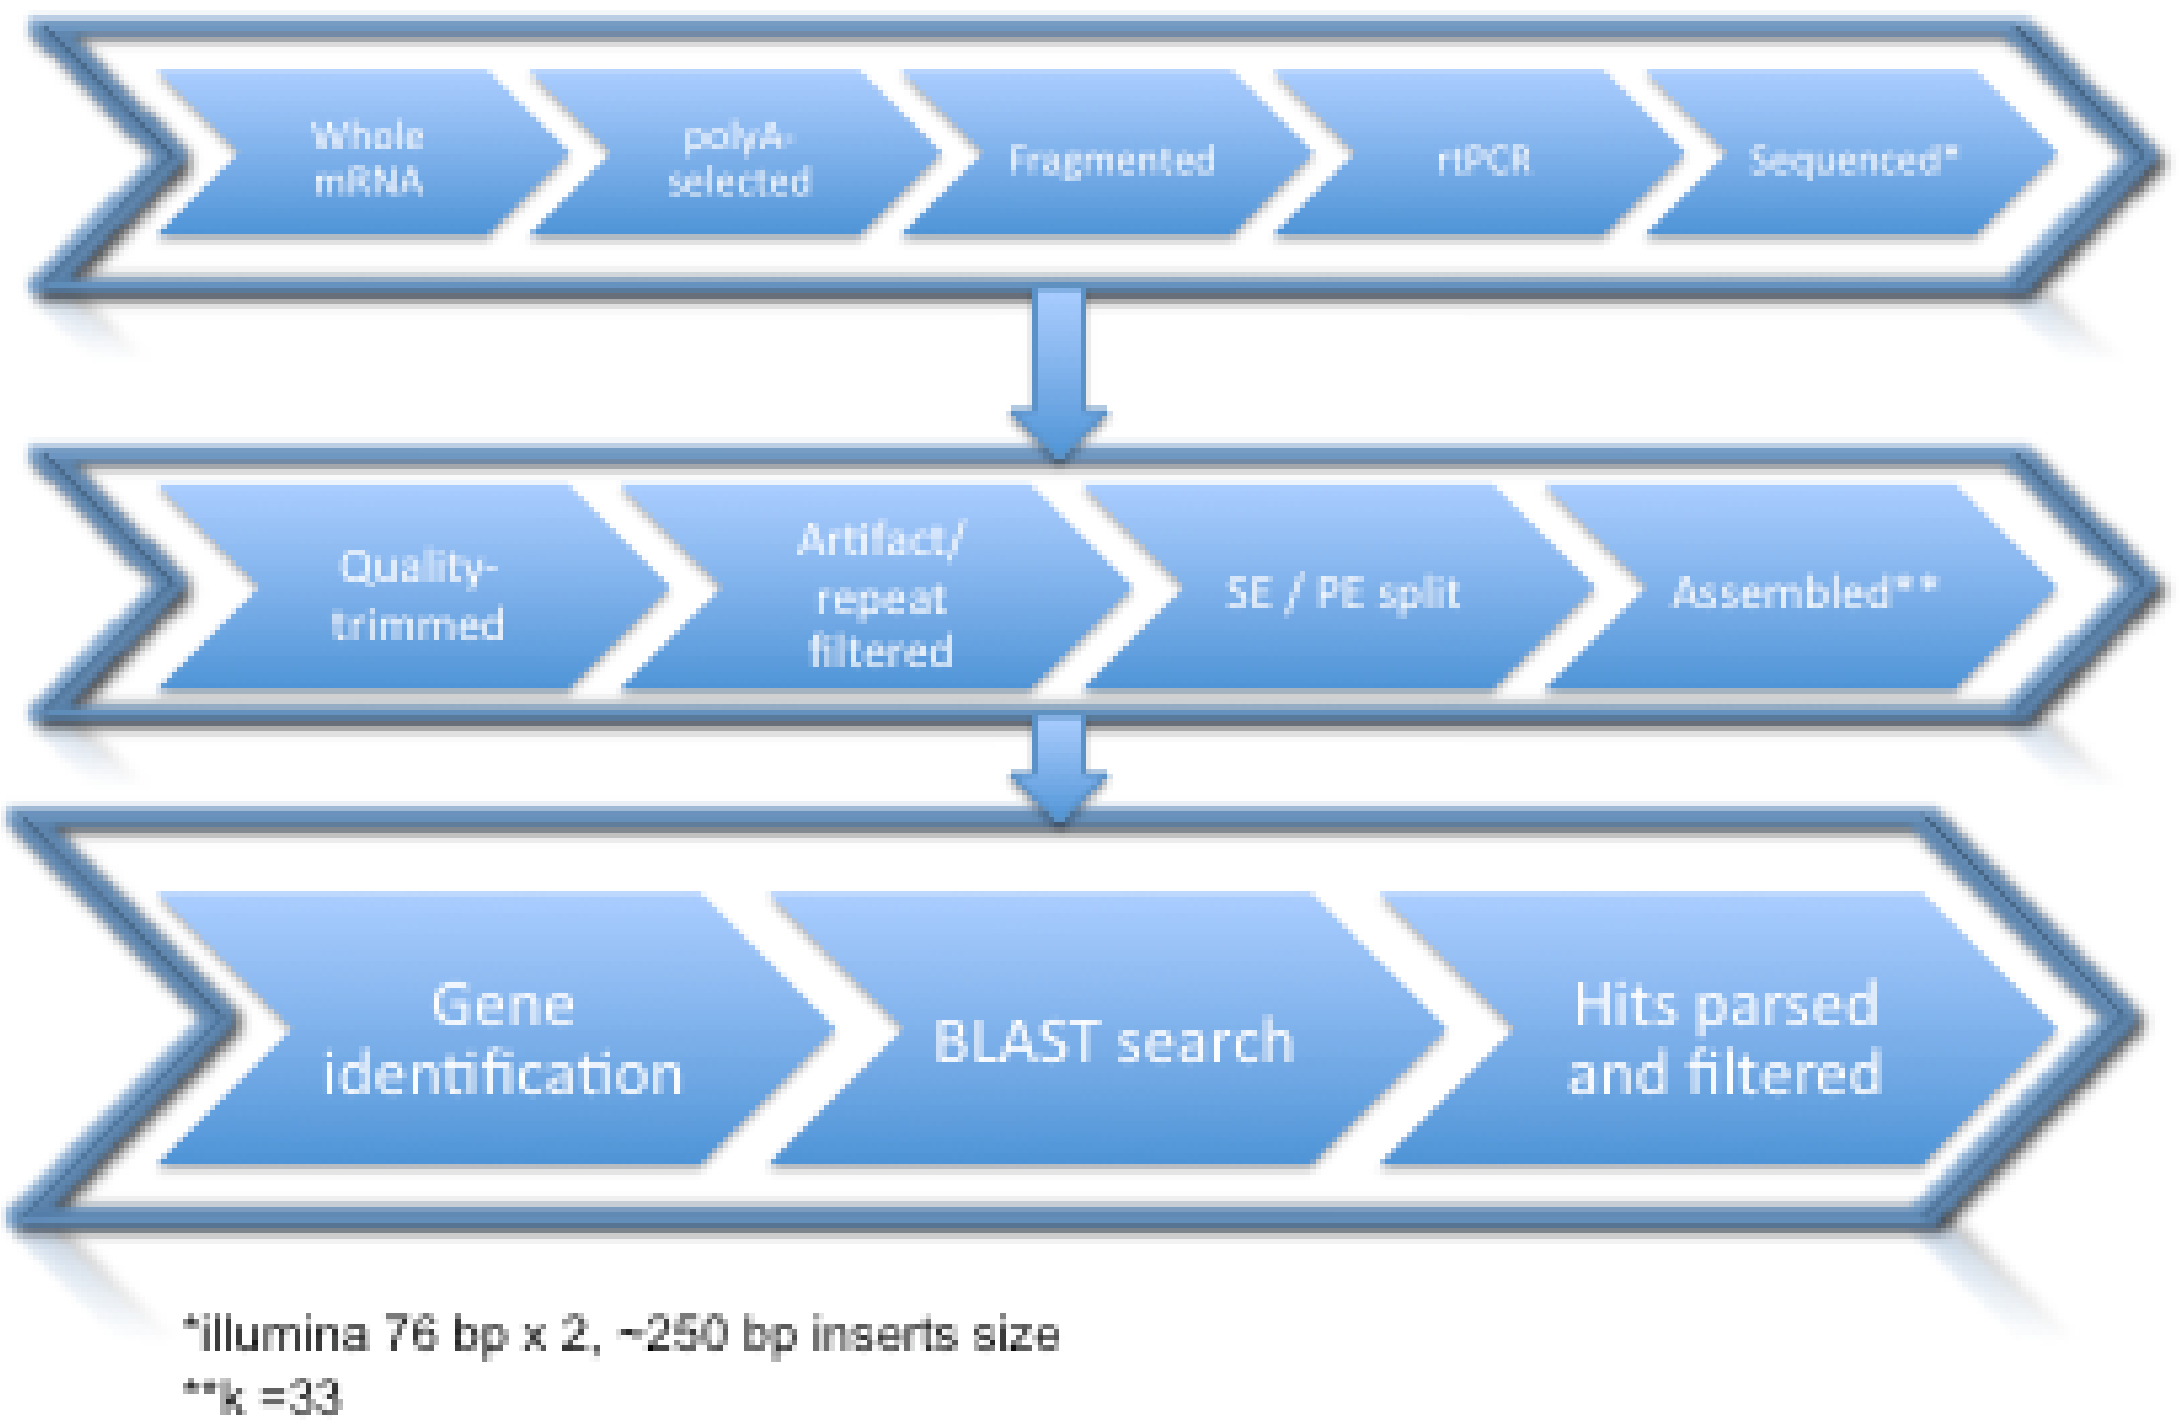 Whole
mRNA
polyA-
selected
Fragmented
rtPCR
Sequenced*
Quality-
trimmed
Artifact/
repeat
filtered
SE / PE split
Assembled**
Gene
identification
BLAST search
Hits parsed
and filtered
*illumina 76 bp x 2, ~250 bp inserts size
**k =33